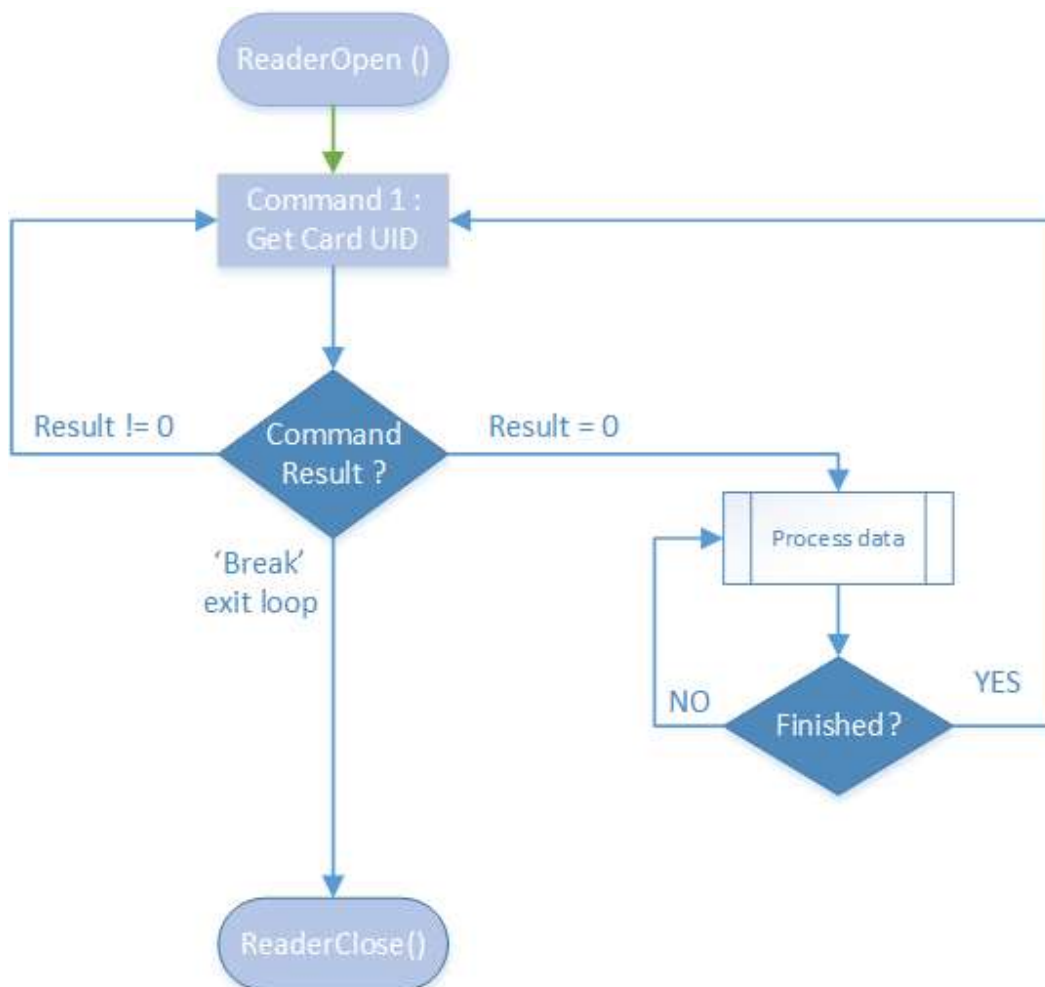 ReaderOpen ()
Command 1 :
Get Card UID
Result != 0
Command
Result ?
Result = 0
‘Break’
exit loop
Process data
NO
Finished ?
YES
ReaderClose()